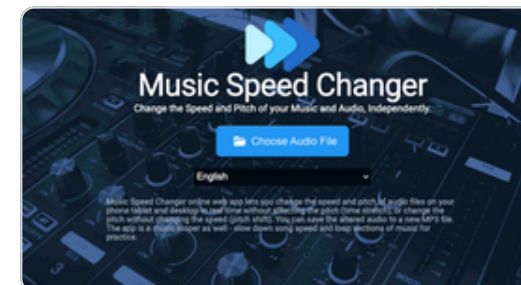 Music Speed Changer
Change the Speed and Pitch of your Music and Audio, Independently.
Choose Audio File
English
Music Speed Changer online web app lets you change the speed and pitch of audio files on your
phone tablet and desktop in real time without affecting the pitch (time stretch), or change the
pitch without changing the speed (pitch shift). You can save the altered audio to a new MP3 file.
The app is a music looper as well - slow down song speed and loop sections of music for
practice.